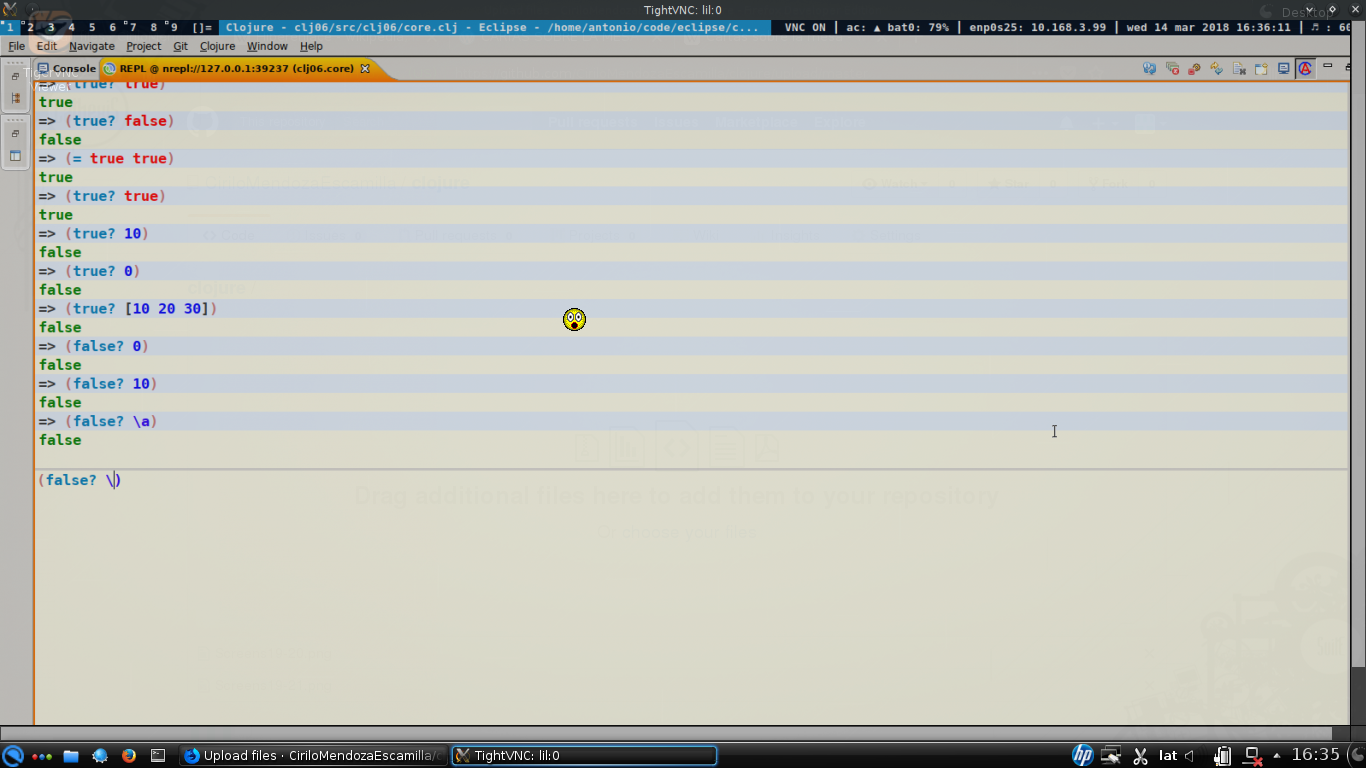 TightVNC: lil:0
Desktop
1 2 3 4 5 6 7 8 9 []= Clojure - clj06/src/clj06/core.clj - Eclipse - /home/antonio/code/eclipse/c... VNC ON | ac: ▲ bat0: 79% | enp0s25: 10.168.3.99 | wed 14 mar 2018 16:36:11 | ♬ : 60
File Edit Navigate Project Git Clojure Window Help
Console REPL @ nrepl://127.0.0.1:39237 (clj06.core)
TigerVNC
Viewer
=> (true? true)
true
=> (true? false)
false
=> (= true true)
true
=> (true? true)
true
=> (true? 10)
false
=> (true? 0)
false
=> (true? [10 20 30])
false
=> (false? 0)
false
=> (false? 10)
false
=> (false? \a)
false
(false? \)
Drag additional files here to add them to your repository
Or choose your files
Upload files · CiriloMendozaEscamilla/c
TightVNC: lil:0
hp
lat
16:35